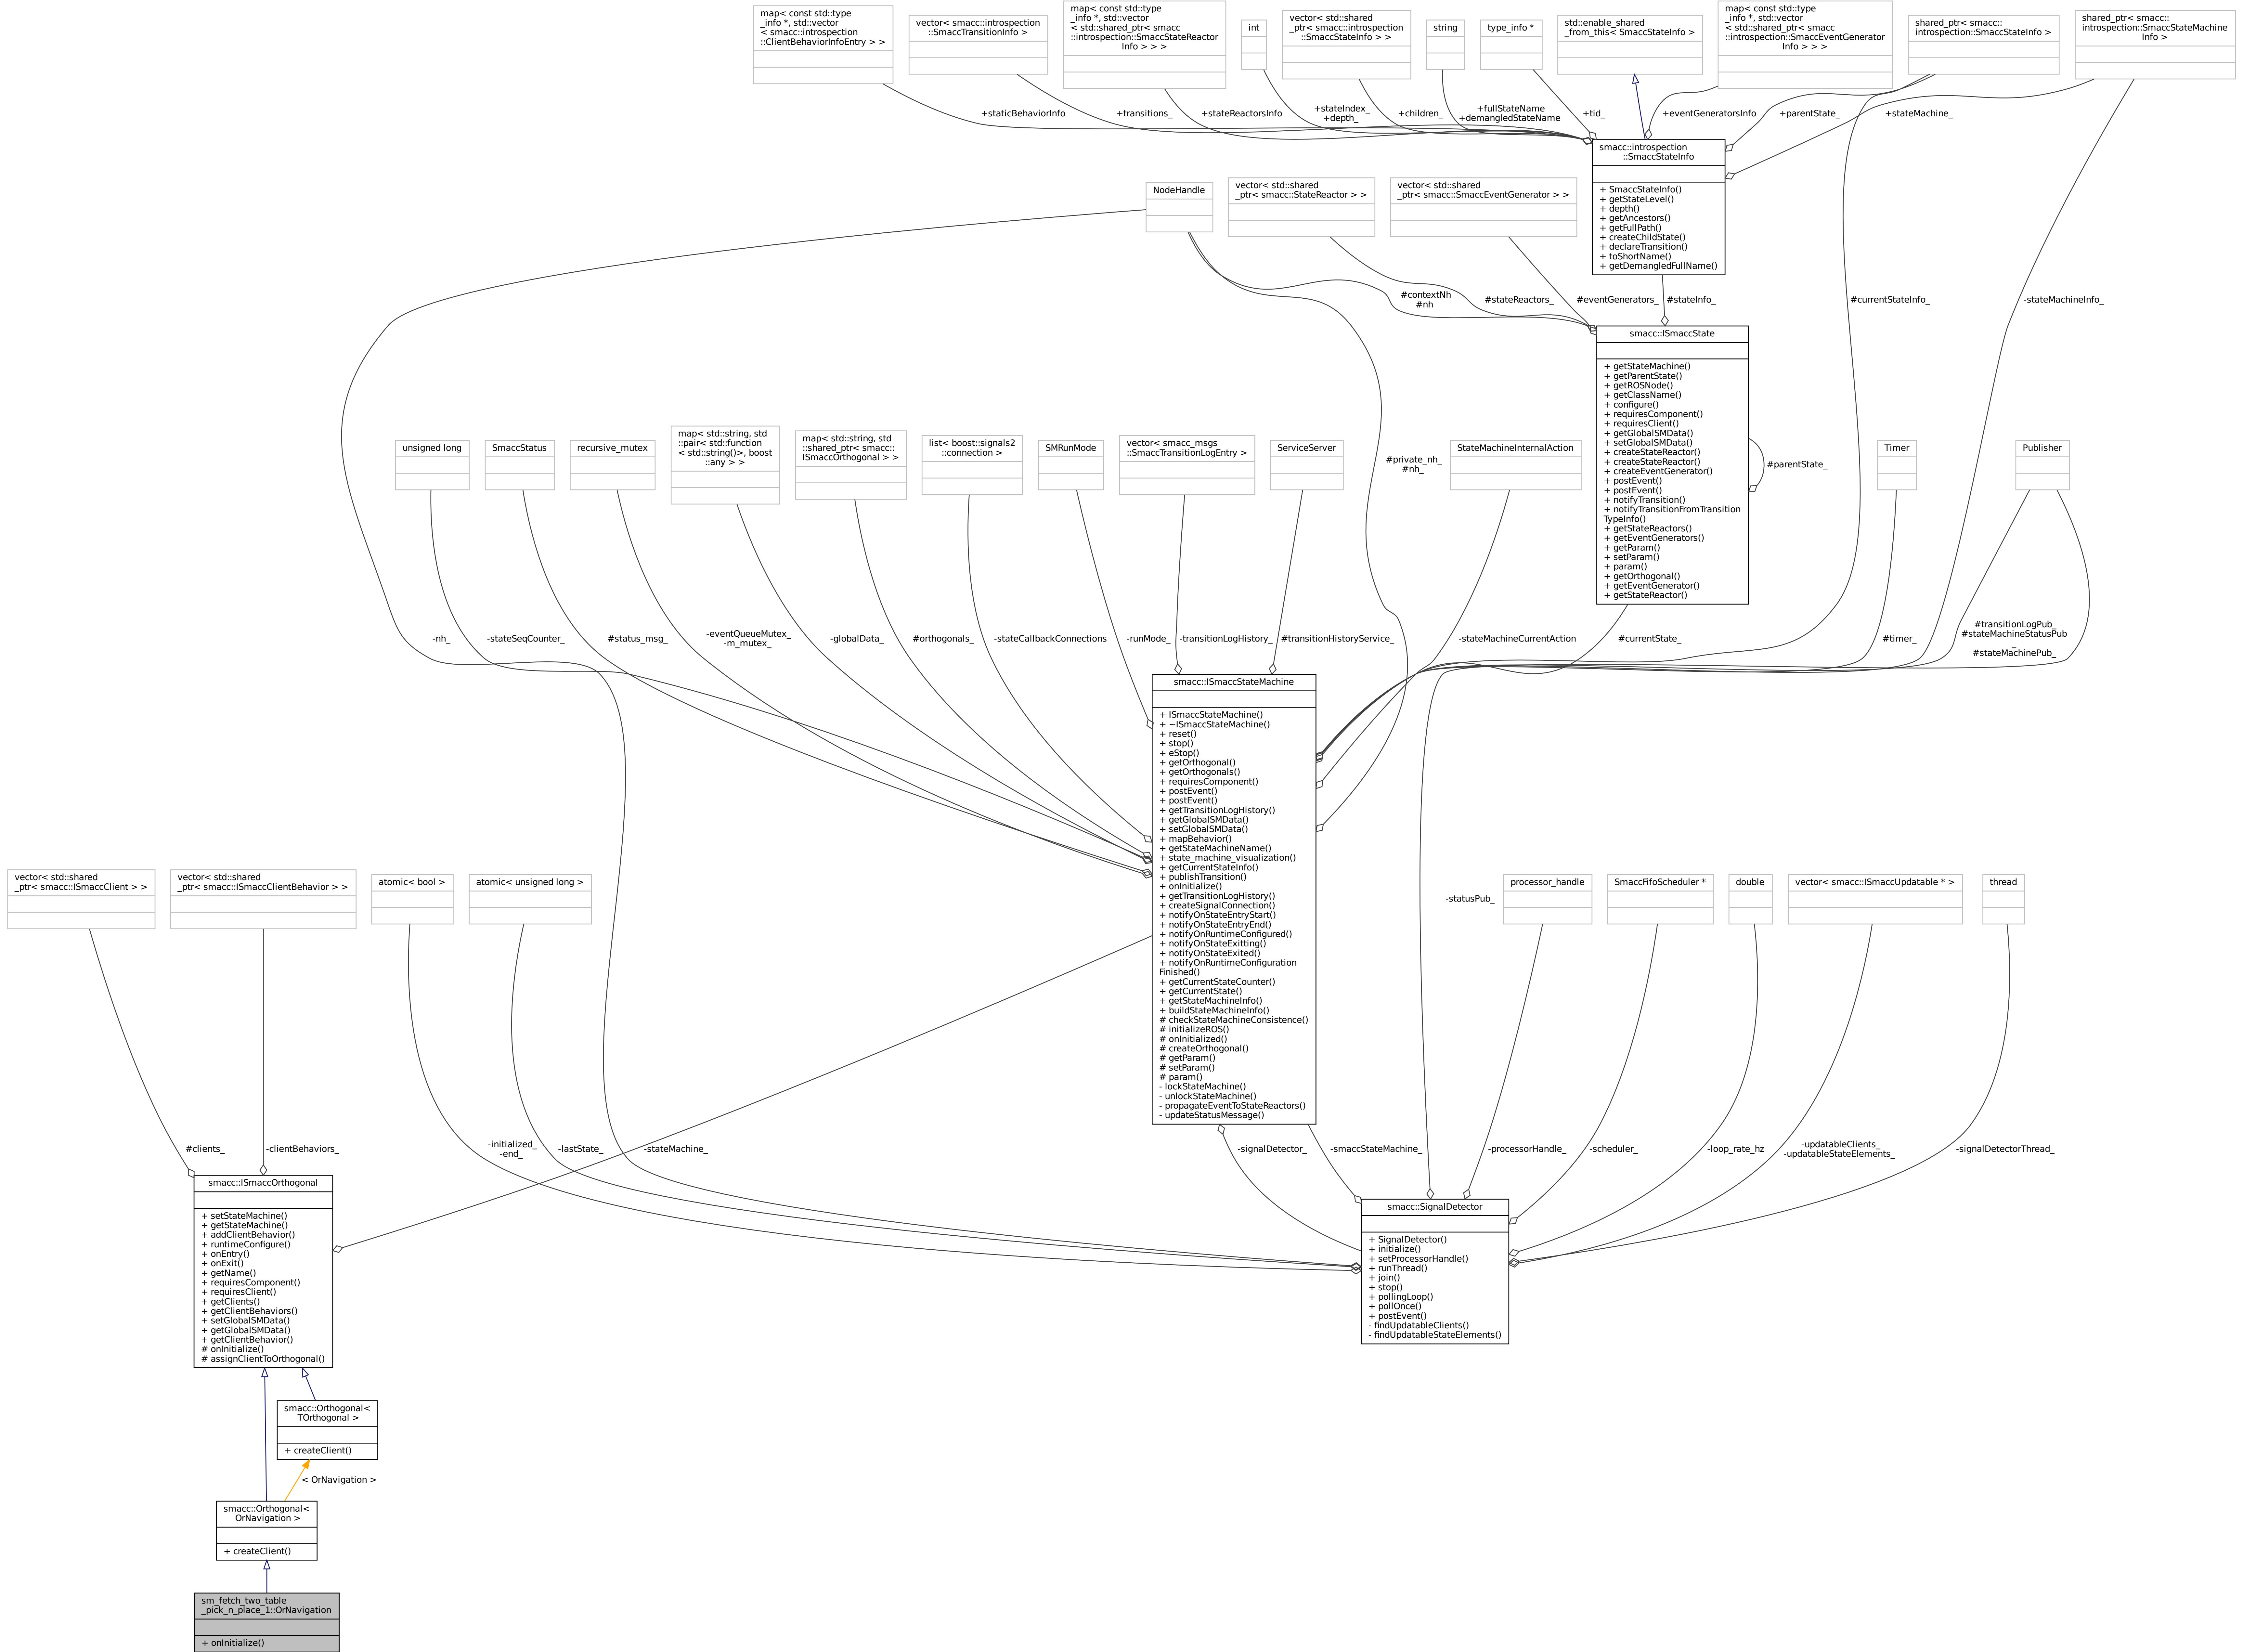 map< const std::type
_info *, std::vector
< smacc::introspection
::ClientBehaviorInfoEntry > >
vector< smacc::introspection
::SmaccTransitionInfo >
map< const std::type
_info *, std::vector
< std::shared_ptr< smacc
::introspection::SmaccStateReactor
Info > > >
int
vector< std::shared
_ptr< smacc::introspection
::SmaccStateInfo > >
string
type_info *
std::enable_shared
_from_this< SmaccStateInfo >
map< const std::type
_info *, std::vector
< std::shared_ptr< smacc
::introspection::SmaccEventGenerator
Info > > >
shared_ptr< smacc::
introspection::SmaccStateInfo >
shared_ptr< smacc::
introspection::SmaccStateMachine
Info >
+staticBehaviorInfo
+transitions_
+stateReactorsInfo
+stateIndex_
+depth_
+children_
+fullStateName
+demangledStateName
+tid_
+eventGeneratorsInfo
+parentState_
+stateMachine_
smacc::introspection
::SmaccStateInfo
+ SmaccStateInfo()
+ getStateLevel()
+ depth()
+ getAncestors()
+ getFullPath()
+ createChildState()
+ declareTransition()
+ toShortName()
+ getDemangledFullName()
NodeHandle
vector< std::shared
_ptr< smacc::StateReactor > >
vector< std::shared
_ptr< smacc::SmaccEventGenerator > >
#contextNh
#nh
#stateReactors_
#eventGenerators_
#stateInfo_
#currentStateInfo_
-stateMachineInfo_
smacc::ISmaccState
+ getStateMachine()
+ getParentState()
+ getROSNode()
+ getClassName()
+ configure()
+ requiresComponent()
+ requiresClient()
+ getGlobalSMData()
+ setGlobalSMData()
+ createStateReactor()
+ createStateReactor()
+ createEventGenerator()
+ postEvent()
+ postEvent()
+ notifyTransition()
+ notifyTransitionFromTransition
TypeInfo()
+ getStateReactors()
+ getEventGenerators()
+ getParam()
+ setParam()
+ param()
+ getOrthogonal()
+ getEventGenerator()
+ getStateReactor()
#parentState_
unsigned long
SmaccStatus
recursive_mutex
map< std::string, std
::pair< std::function
< std::string()>, boost
::any > >
map< std::string, std
::shared_ptr< smacc::
ISmaccOrthogonal > >
list< boost::signals2
::connection >
SMRunMode
vector< smacc_msgs
::SmaccTransitionLogEntry >
ServiceServer
#private_nh_
#nh_
StateMachineInternalAction
Timer
Publisher
-nh_
-stateSeqCounter_
#status_msg_
-eventQueueMutex_
-m_mutex_
-globalData_
#orthogonals_
-stateCallbackConnections
-runMode_
-transitionLogHistory_
#transitionHistoryService_
-stateMachineCurrentAction
#currentState_
#timer_
#transitionLogPub_
#stateMachineStatusPub
_
#stateMachinePub_
smacc::ISmaccStateMachine
+ ISmaccStateMachine()
+ ~ISmaccStateMachine()
+ reset()
+ stop()
+ eStop()
+ getOrthogonal()
+ getOrthogonals()
+ requiresComponent()
+ postEvent()
+ postEvent()
+ getTransitionLogHistory()
+ getGlobalSMData()
+ setGlobalSMData()
+ mapBehavior()
+ getStateMachineName()
+ state_machine_visualization()
+ getCurrentStateInfo()
+ publishTransition()
+ onInitialize()
+ getTransitionLogHistory()
+ createSignalConnection()
+ notifyOnStateEntryStart()
+ notifyOnStateEntryEnd()
+ notifyOnRuntimeConfigured()
+ notifyOnStateExitting()
+ notifyOnStateExited()
+ notifyOnRuntimeConfiguration
Finished()
+ getCurrentStateCounter()
+ getCurrentState()
+ getStateMachineInfo()
+ buildStateMachineInfo()
# checkStateMachineConsistence()
# initializeROS()
# onInitialized()
# createOrthogonal()
# getParam()
# setParam()
# param()
- lockStateMachine()
- unlockStateMachine()
- propagateEventToStateReactors()
- updateStatusMessage()
vector< std::shared
_ptr< smacc::ISmaccClient > >
vector< std::shared
_ptr< smacc::ISmaccClientBehavior > >
atomic< bool >
atomic< unsigned long >
-statusPub_
processor_handle
SmaccFifoScheduler *
double
vector< smacc::ISmaccUpdatable * >
thread
#clients_
-clientBehaviors_
-initialized_
-end_
-lastState_
-stateMachine_
-signalDetector_
-smaccStateMachine_
-processorHandle_
-scheduler_
-loop_rate_hz
-updatableClients_
-updatableStateElements_
-signalDetectorThread_
smacc::ISmaccOrthogonal
+ setStateMachine()
+ getStateMachine()
+ addClientBehavior()
+ runtimeConfigure()
+ onEntry()
+ onExit()
+ getName()
+ requiresComponent()
+ requiresClient()
+ getClients()
+ getClientBehaviors()
+ setGlobalSMData()
+ getGlobalSMData()
+ getClientBehavior()
# onInitialize()
# assignClientToOrthogonal()
smacc::SignalDetector
+ SignalDetector()
+ initialize()
+ setProcessorHandle()
+ runThread()
+ join()
+ stop()
+ pollingLoop()
+ pollOnce()
+ postEvent()
- findUpdatableClients()
- findUpdatableStateElements()
smacc::Orthogonal<
TOrthogonal >
+ createClient()
< OrNavigation >
smacc::Orthogonal<
OrNavigation >
+ createClient()
sm_fetch_two_table
_pick_n_place_1::OrNavigation
+ onInitialize()